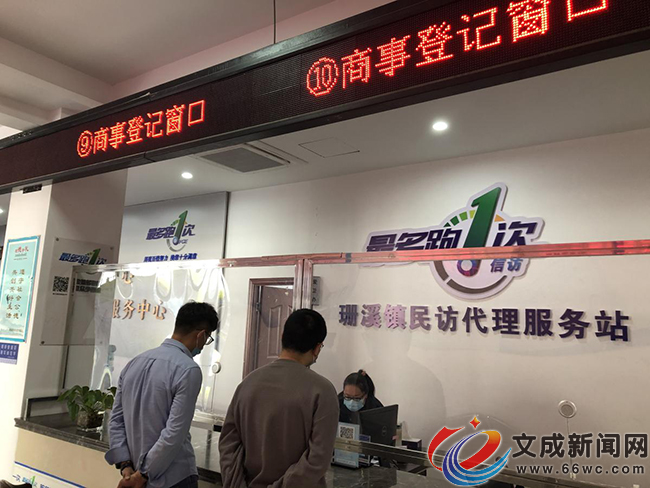 ⑨商事登记窗口
⑩商事登记窗口
最多跑1次
最多跑1次
信访
服务中心
珊溪镇民访代理服务站
文成新闻网
www.66wc.com